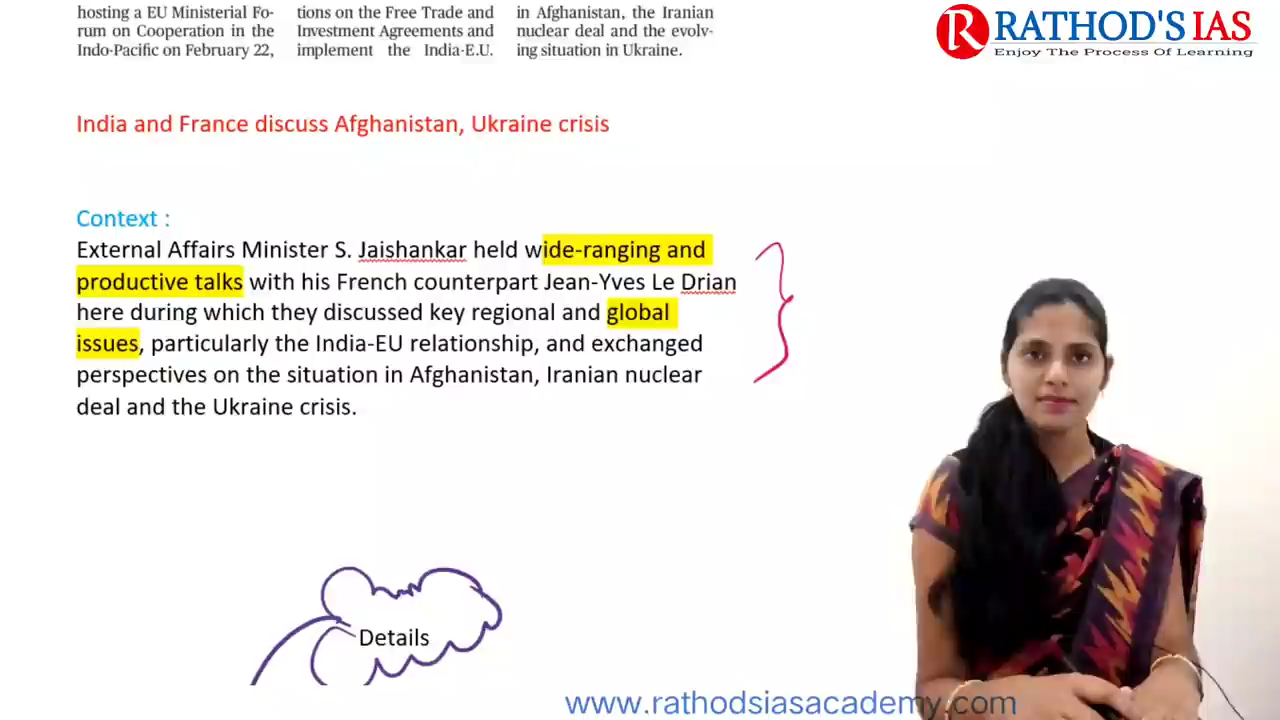 hosting a EU Ministerial Fo-
rum on Cooperation in the
Indo-Pacific on February 22,
tions on the Free Trade and
Investment Agreements and
implement the India-E.U.
in Afghanistan, the Iranian
nuclear deal and the evolv-
ing situation in Ukraine.
R RATHOD'S IAS
Enjoy The Process Of Learning
India and France discuss Afghanistan, Ukraine crisis
Context :
External Affairs Minister S. Jaishankar held wide-ranging and
productive talks with his French counterpart Jean-Yves Le Drian
here during which they discussed key regional and global
issues, particularly the India-EU relationship, and exchanged
perspectives on the situation in Afghanistan, Iranian nuclear
deal and the Ukraine crisis.
Details
www.rathodsiasacademy.com